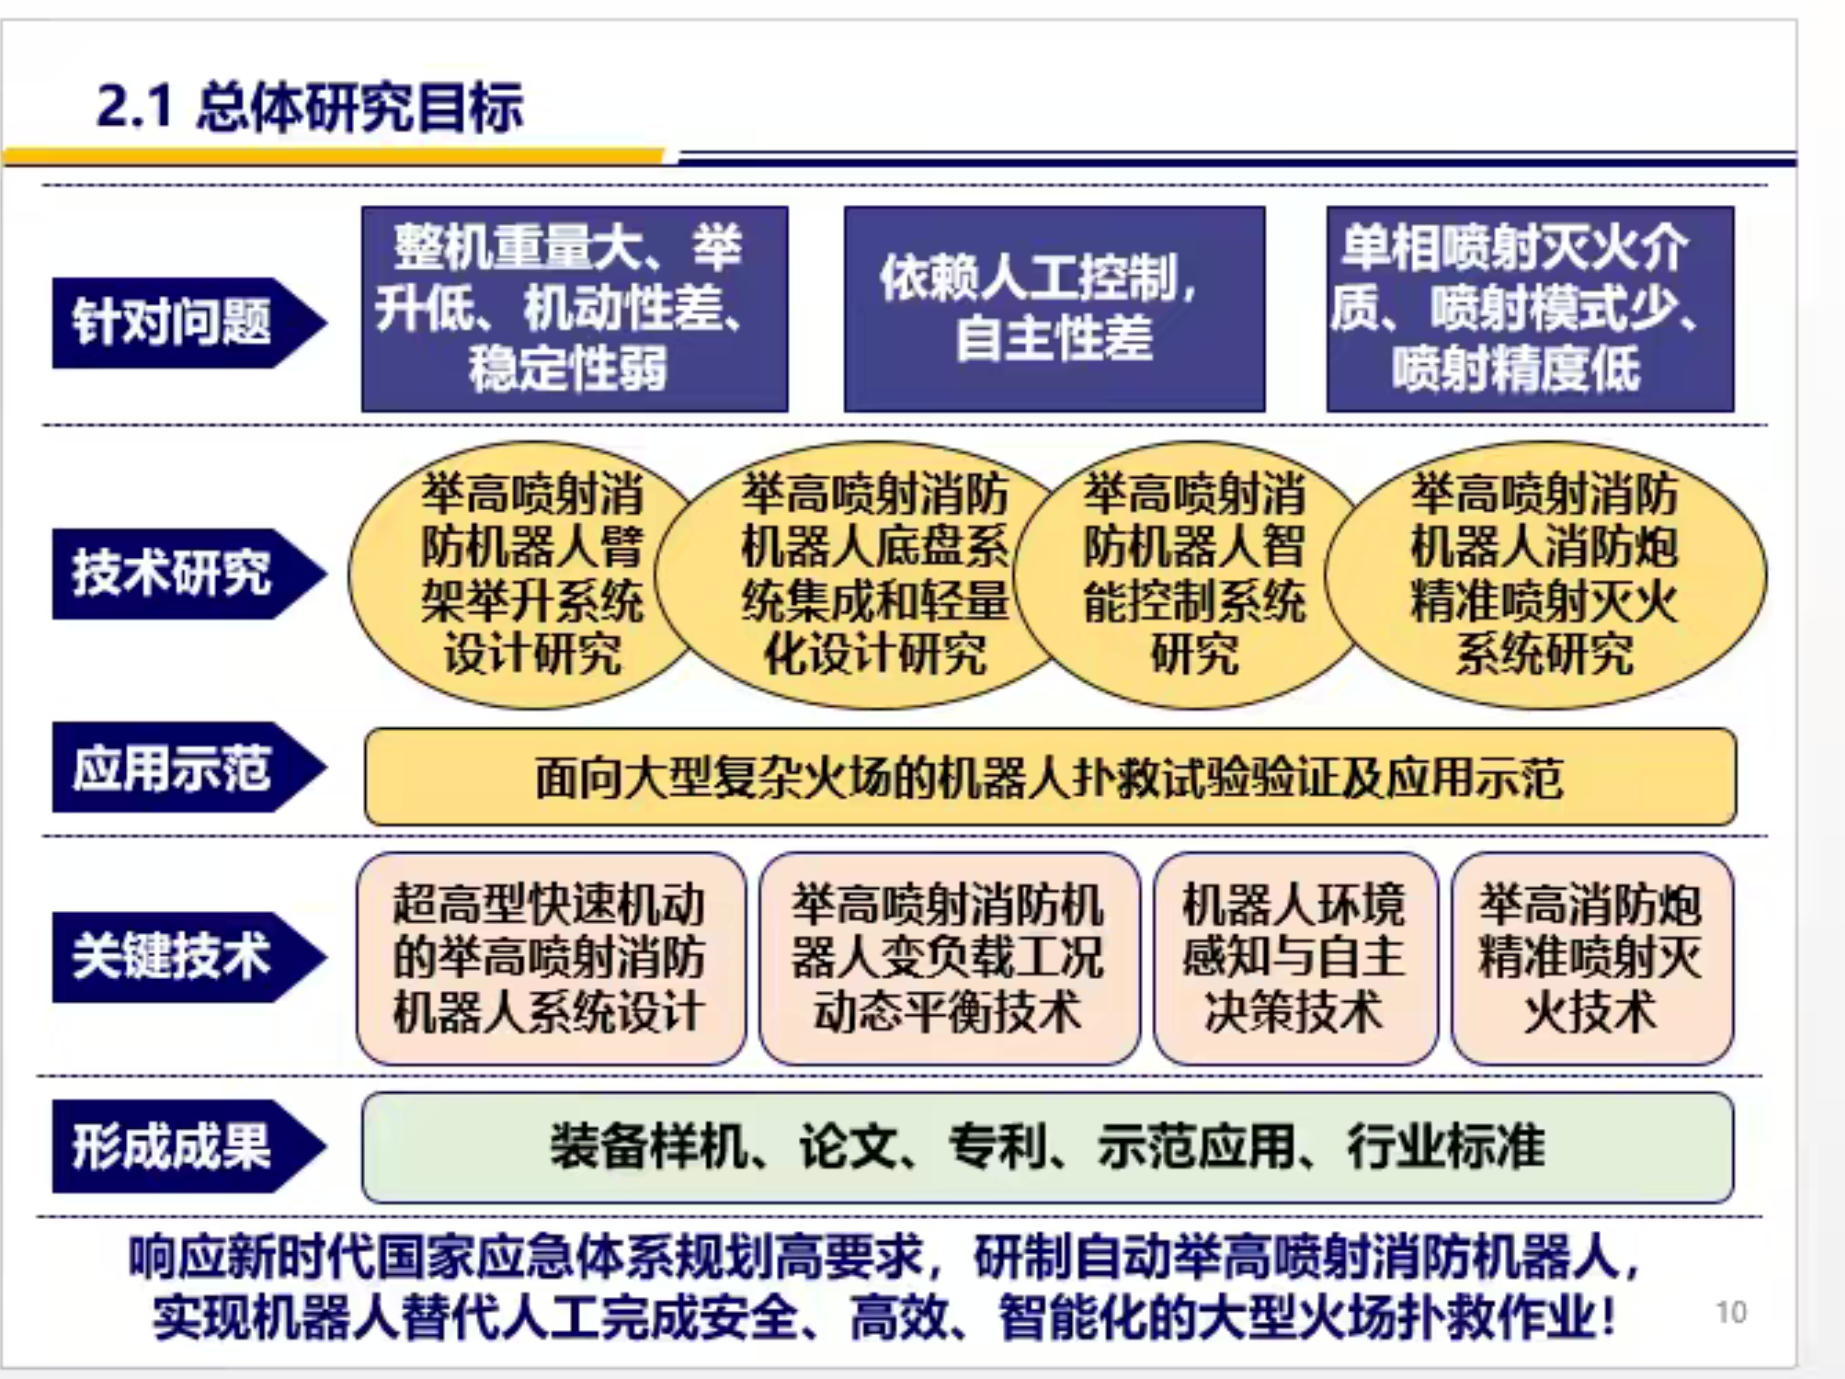 2.1 总体研究目标
针对问题
整机重量大、举
升低、机动性差、
稳定性弱
依赖人工控制，
自主性差
单相喷射灭火介
质、喷射模式少、
喷射精度低
技术研究
举高喷射消
防机器人臂
架举升系统
设计研究
举高喷射消防
机器人底盘系
统集成和轻量
化设计研究
举高喷射消
防机器人智
能控制系统
研究
举高喷射消防
机器人消防炮
精准喷射灭火
系统研究
应用示范
面向大型复杂火场的机器人扑救试验验证及应用示范
关键技术
超高型快速机动
的举高喷射消防
机器人系统设计
举高喷射消防机
器人变负载工况
动态平衡技术
机器人环境
感知与自主
决策技术
举高消防炮
精准喷射灭
火技术
形成成果
装备样机、论文、专利、示范应用、行业标准
响应新时代国家应急体系规划高要求，研制自动举高喷射消防机器人，
实现机器人替代人工完成安全、高效、智能化的大型火场扑救作业！
10